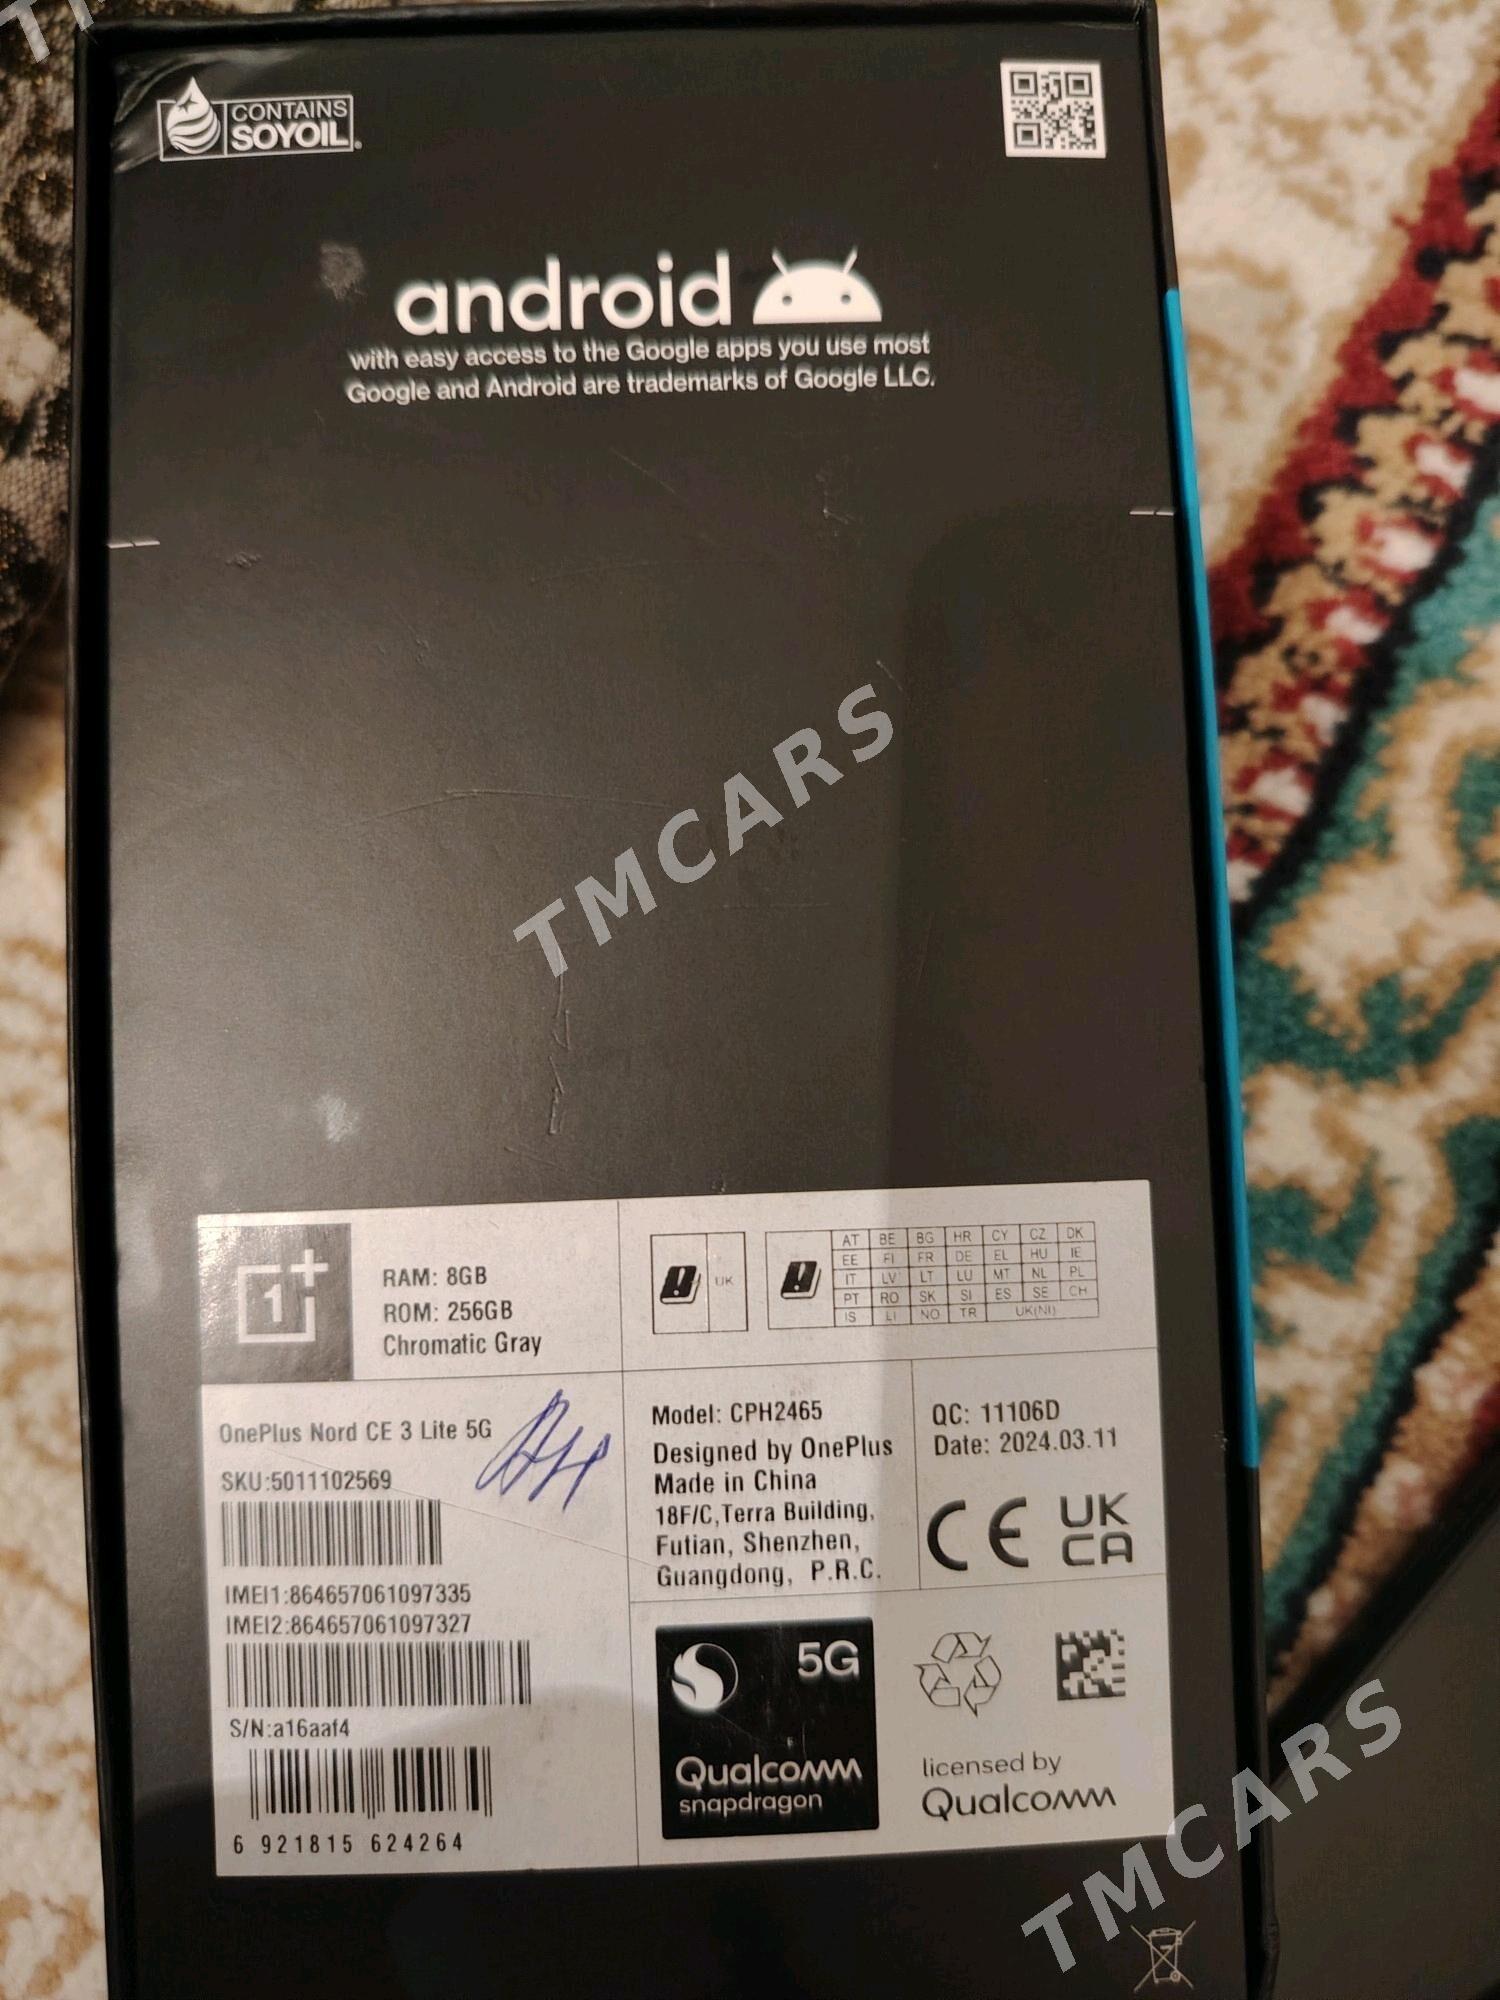 CONTAINS
SOYOIL
android
with easy access to the Google apps you use most
Google and Android are trademarks of Google LLC.
TMCARS
RAM: 8GB
ROM: 256GB
Chromatic Gray
UK
AT BE BG HR CY CZ DK
EE FI FR DE EL HU IE
IT LV LT LU MT NL PL
PT RO SK SI ES SE CH
IS LI NO TR UK(NI)
OnePlus Nord CE 3 Lite 5G
SKU:5011102569
IMEI1:864657061097335
IMEI2:864657061097327
S/N:a16aaf4
6 921815 624264
Model: CPH2465
Designed by OnePlus
Made in China
18F/C,Terra Building,
Futian, Shenzhen,
Guangdong, P.R.C.
QC: 11106D
Date: 2024.03.11
CE
UK
CA
5G
Qualcomm
snapdragon
licensed by
Qualcomm
TMCARS